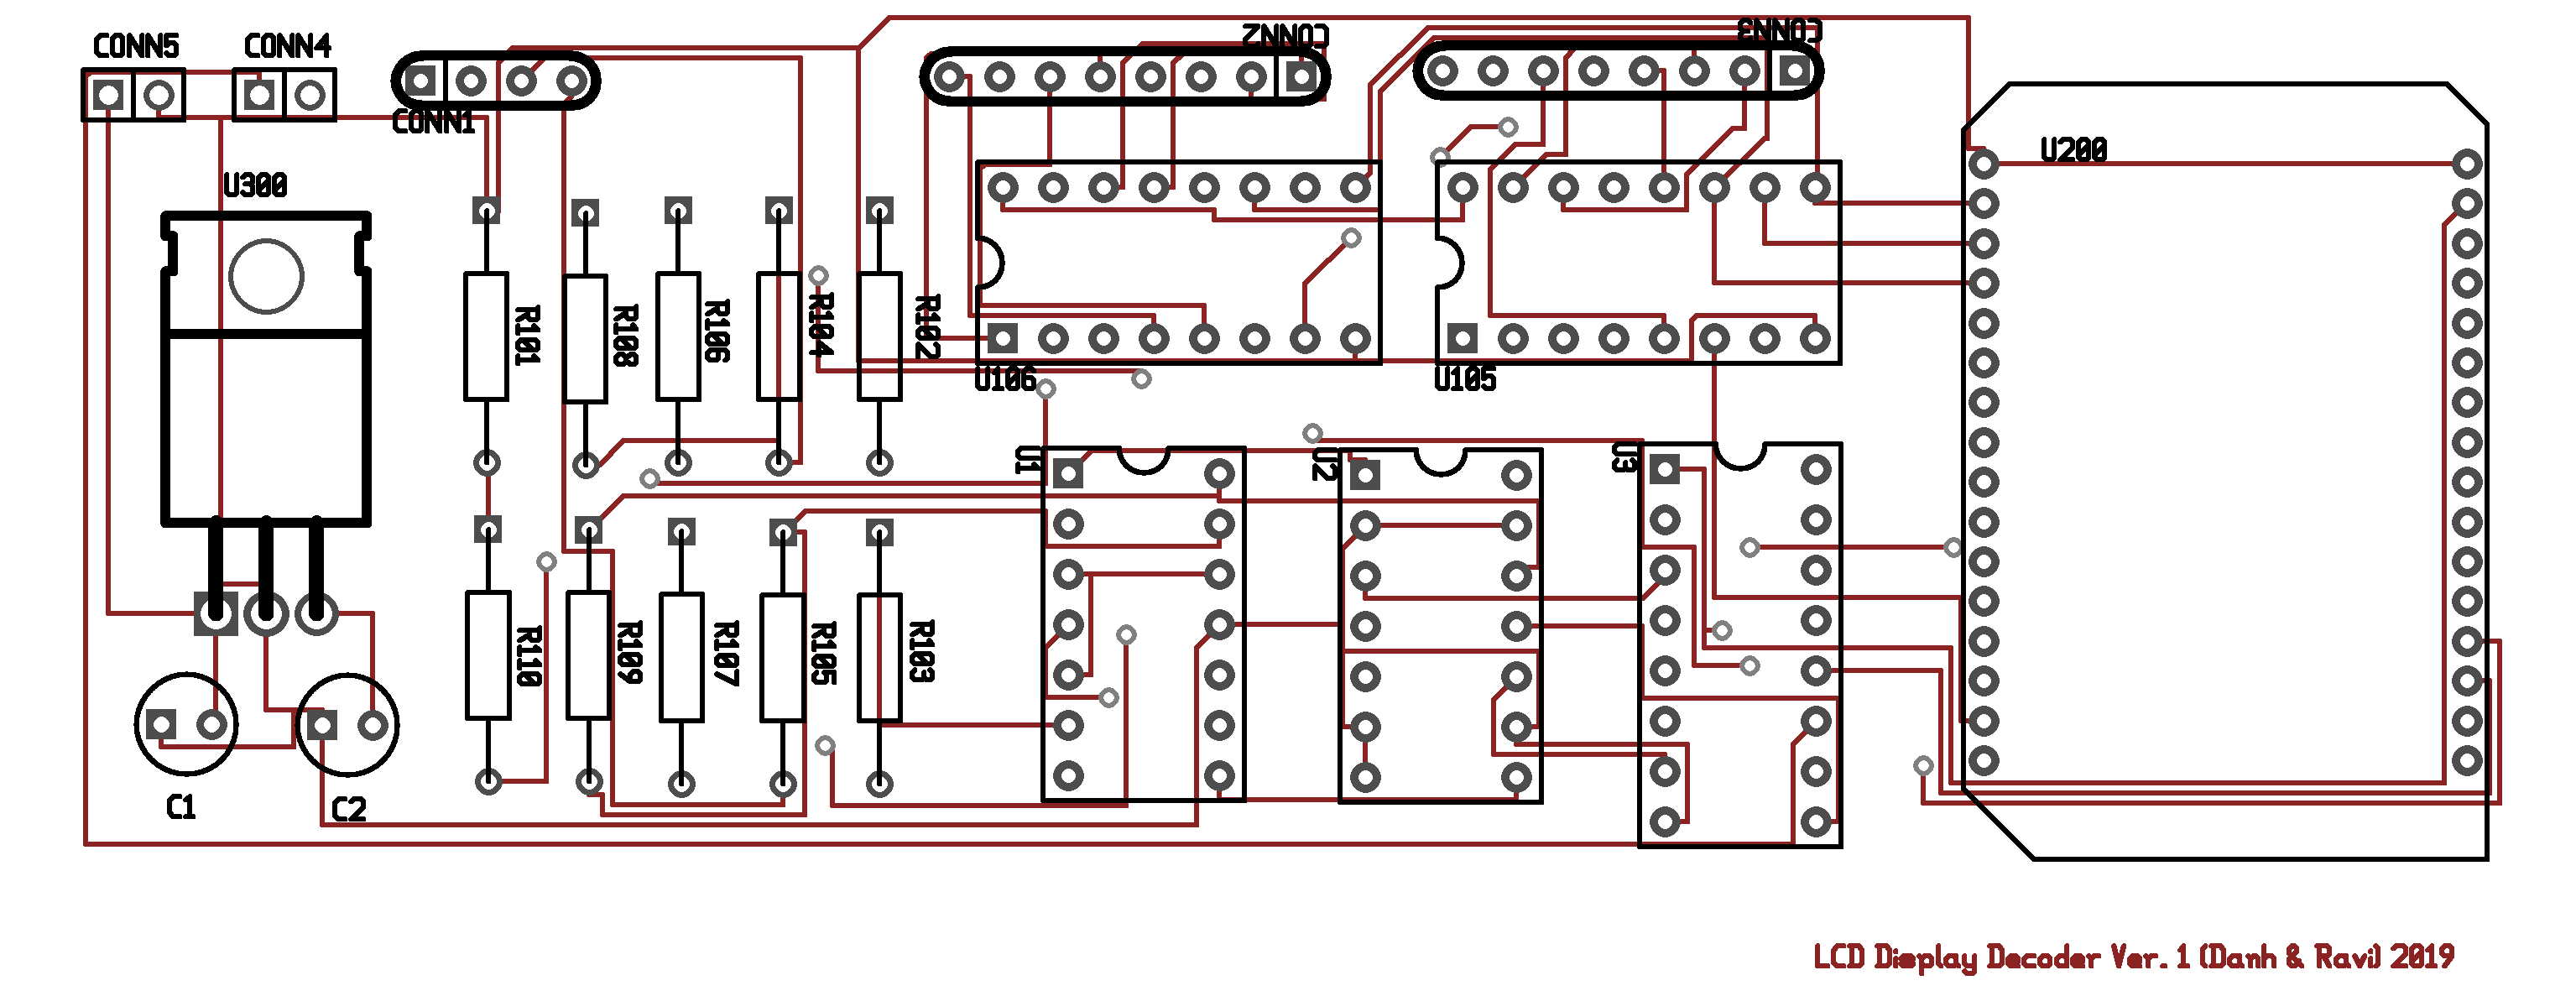 CONN5
CONN4
CONN1
CONN2
CONN3
U200
U300
R101
R108
R106
R104
R102
U106
U105
U1
U2
U3
R110
R109
R107
R105
R103
C1
C2
LCD Display Decoder Ver. 1 (Danh & Ravi) 2019